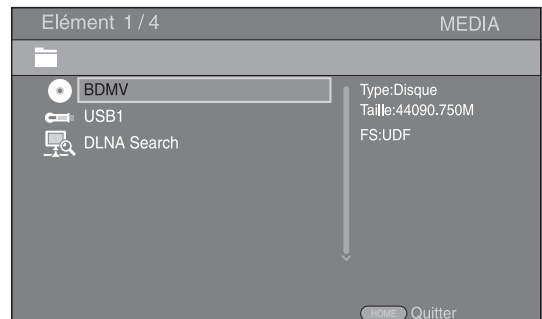 Elément 1 / 4 MEDIA
BDMV
USB1
DLNA Search
Type:Disque
Taille:44090.750M
FS:UDF
HOME Quitter